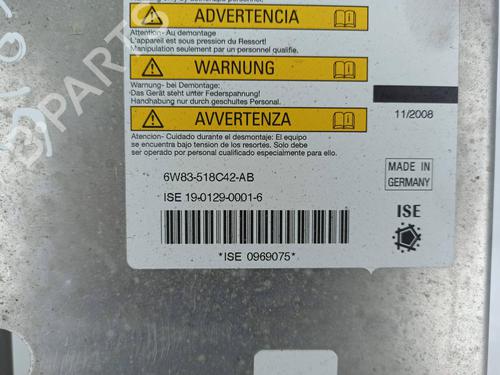 ADVERTENCIA
Attention- Au demontage
L'appareil est sous pression du Ressort!
Manipulation seulement par un personnel qualifie.
WARNUNG
Warnung- bei Demontage:
Das Gerät steht unter Federspannung!
Handhabung nur durch geschultes Personal.
AVVERTENZA
Atencion- Cuidado durante el desmontaje: El equipo
se encuentra bajo tension de los resortes. Solo debe
ser operado por personal cualificado especialmente para ello.
11/2008
6W83-518C42-AB
ISE 19-0129-0001-6
MADE IN
GERMANY
ISE
*ISE 0969075*
PARTS